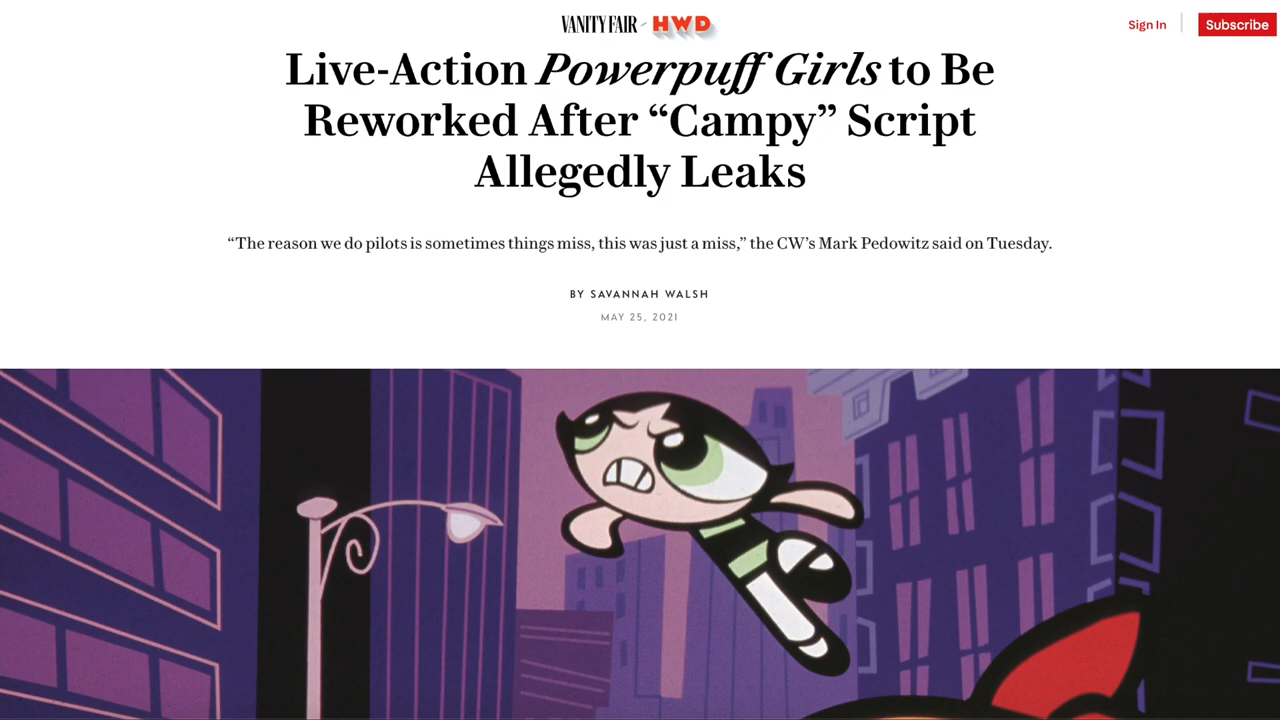 VANITY FAIR HWD
Sign In
Subscribe
Live-Action Powerpuff Girls to Be
Reworked After “Campy” Script
Allegedly Leaks
“The reason we do pilots is sometimes things miss, this was just a miss,” the CW’s Mark Pedowitz said on Tuesday.
BY SAVANNAH WALSH
MAY 25, 2021